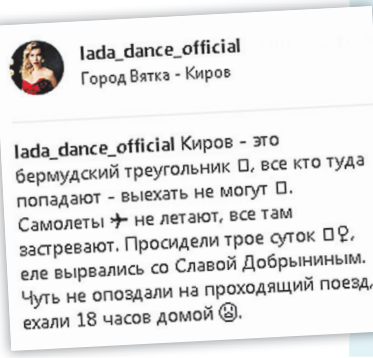 lada_dance_official
Город Вятка - Киров
lada_dance_official Киров - это
бермудский треугольник □, все кто туда
попадают - выехать не могут □.
Самолеты ✈ не летают, все там
застревают. Просидели трое суток □♀,
еле вырвались со Славой Добрыниным.
Чуть не опоздали на проходящий поезд,
ехали 18 часов домой 😧.